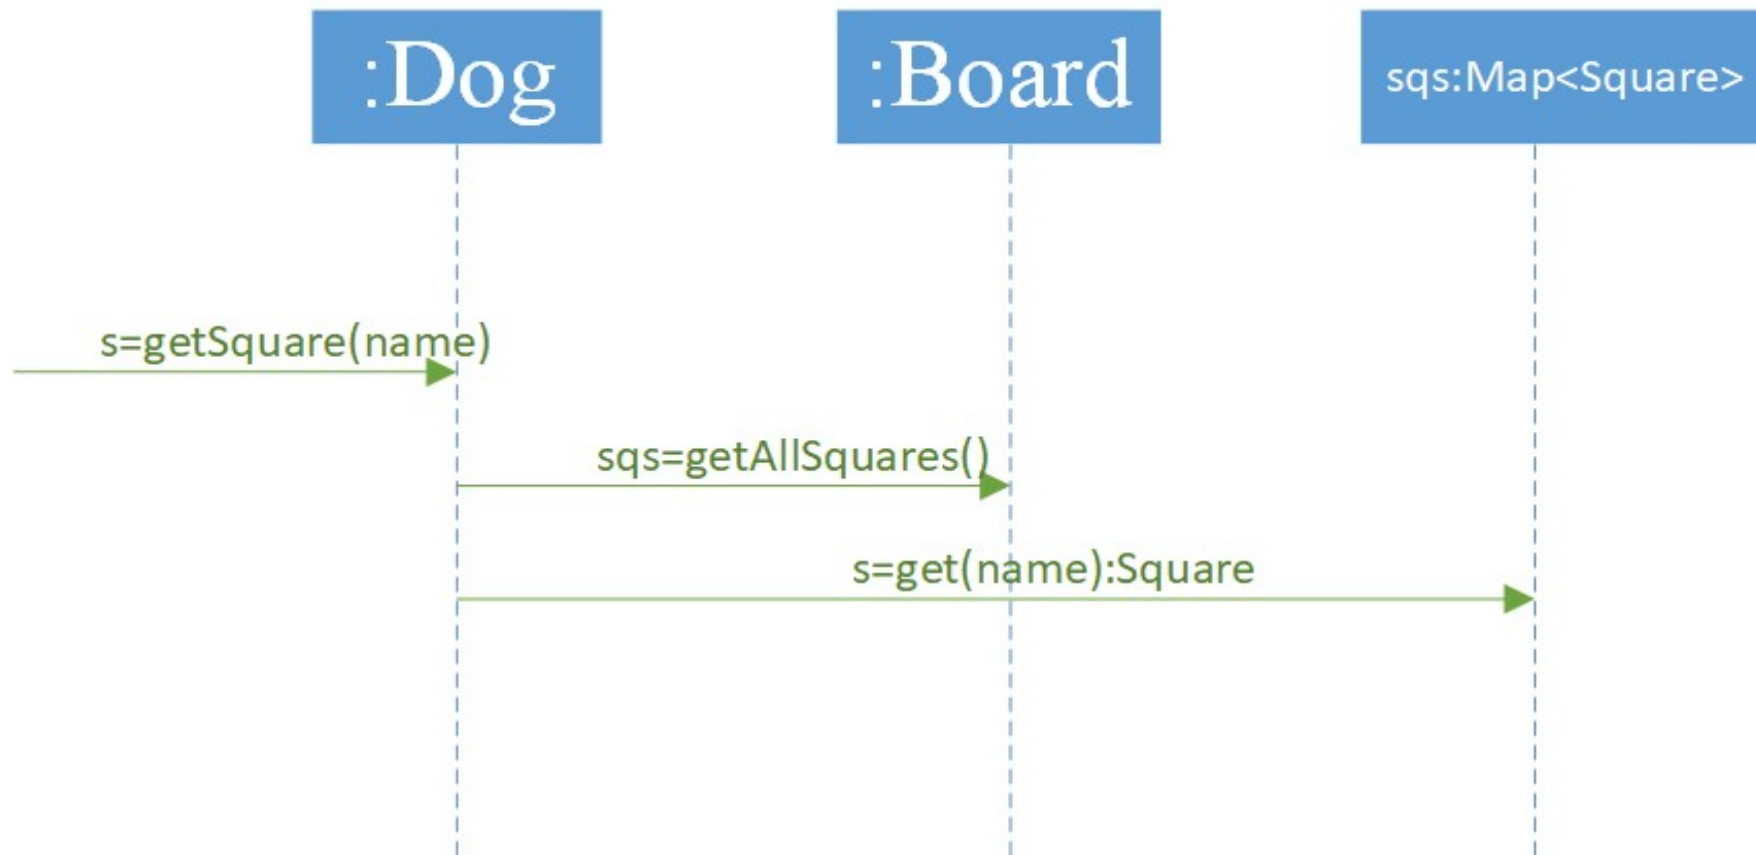 :Dog
:Board
sqs:Map<Square>
s=getSquare(name)
sqs=getAllSquares()
s=get(name):Square